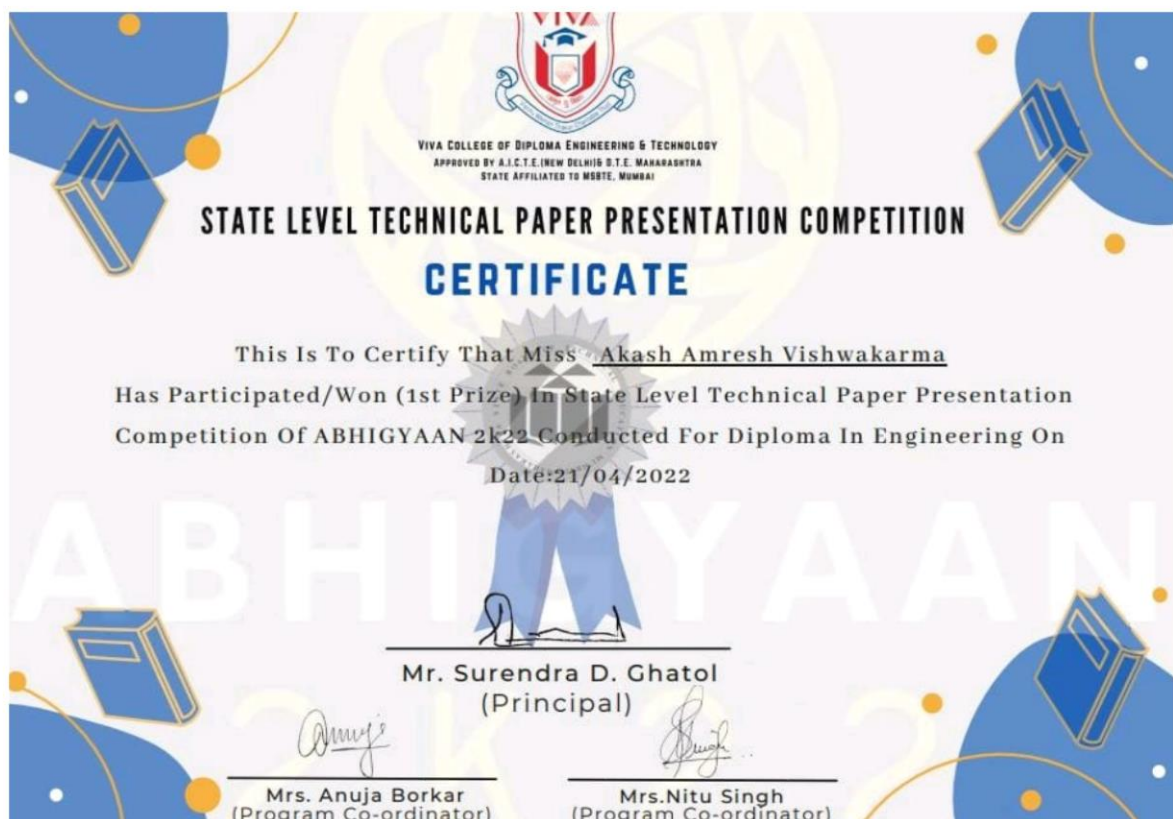 VIVA
VIVA COLLEGE OF DIPLOMA ENGINEERING & TECHNOLOGY
APPROVED BY A.I.C.T.E.(NEW DELHI)& D.T.E. MAHARASHTRA
STATE AFFILIATED TO MSBTE, MUMBAI
STATE LEVEL TECHNICAL PAPER PRESENTATION COMPETITION
CERTIFICATE
This Is To Certify That Miss Akash Amresh Vishwakarma
Has Participated/Won (1st Prize) In State Level Technical Paper Presentation
Competition Of ABHIGYAAN 2k22 Conducted For Diploma In Engineering On
Date:21/04/2022
ABHIGYAAN
2K22
Mr. Surendra D. Ghatol
(Principal)
Mrs. Anuja Borkar
(Program Co-ordinator)
Mrs.Nitu Singh
(Program Co-ordinator)